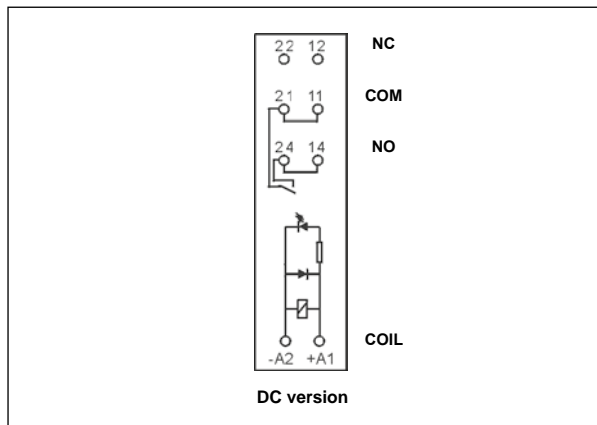 22 12 NC
21 11 COM
24 14 NO
COIL
-A2 +A1
DC version